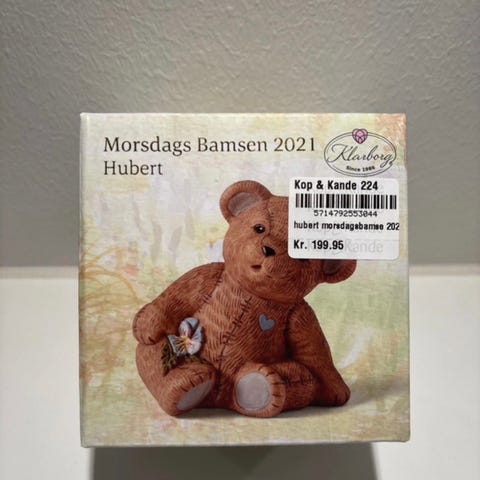 Morsdags Bamsen 2021
Hubert
Klarborg
Since 1986
Kop & Kande 224
5714792553044
hubert morsdagsbamse 202
Kr. 199.95